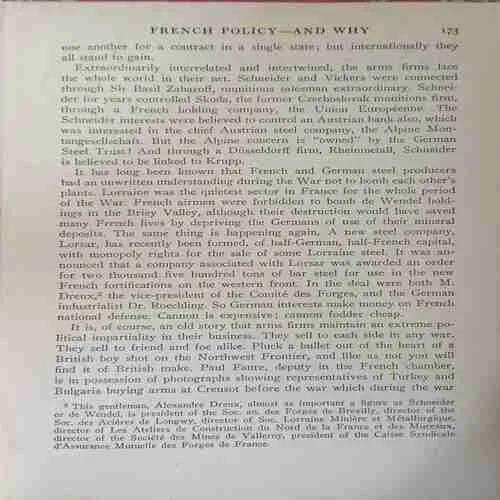 FRENCH POLICY—AND WHY 173
one another for a contract in a single state; but internationally they
all stand to gain.
Extraordinarily interrelated and intertwined, the arms firms lace
the whole world in their net. Schneider and Vickers were connected
through Sir Basil Zaharoff, munitions salesman extraordinary. Schnei-
der for years controlled Skoda, the former Czechoslovak munitions firm,
through a French holding company, the Union Européenne. The
Schneider interests were believed to control an Austrian bank also, which
was interested in the chief Austrian steel company, the Alpine Mon-
tangesellschaft. But the Alpine concern is "owned" by the German
Steel Trust! And through a Düsseldorff firm, Rheinmetall, Schneider
is believed to be linked to Krupp.
It has long been known that French and German steel producers
had an unwritten understanding during the War not to bomb each other's
plants. Lorraine was the quietest sector in France for the whole period
of the War. French airmen were forbidden to bomb de Wendel hold-
ings in the Briey Valley, although their destruction would have saved
many French lives by depriving the Germans of use of their mineral
deposits. The same thing is happening again. A new steel company,
Lorsar, has recently been formed, of half-German, half-French capital,
with monopoly rights for the sale of some Lorraine steel. It was an-
nounced that a company associated with Lorsar was awarded an order
for two thousand five hundred tons of bar steel for use in the new
French fortifications on the western front. In the deal were both M.
Dreux,⁸ the vice-president of the Comité des Forges, and the German
industrialist Dr. Roechling. So German interests make money on French
national defense. Cannon is expensive; cannon fodder cheap.
It is, of course, an old story that arms firms maintain an extreme po-
litical impartiality in their business. They sell to each side in any war.
They sell to friend and foe alike. Pluck a bullet out of the heart of a
British boy shot on the Northwest Frontier, and like as not you will
find it of British make. Paul Faure, deputy in the French chamber,
is in possession of photographs showing representatives of Turkey and
Bulgaria buying arms at Creusot before the war which during the war
⁸ This gentleman, Alexandre Dreux, almost as important a figure as Schneider
or de Wendel, is president of the Soc. an. des Forges de Breville, director of the
Soc. des Acières de Longwy, director of Soc. Lorraine Minière et Métallurgique,
director of Les Ateliers de Construction du Nord de la France et des Mureaux,
director of the Société des Mines de Valleroy, president of the Caisse Syndicale
d'Assurance Mutuelle des Forges de France.